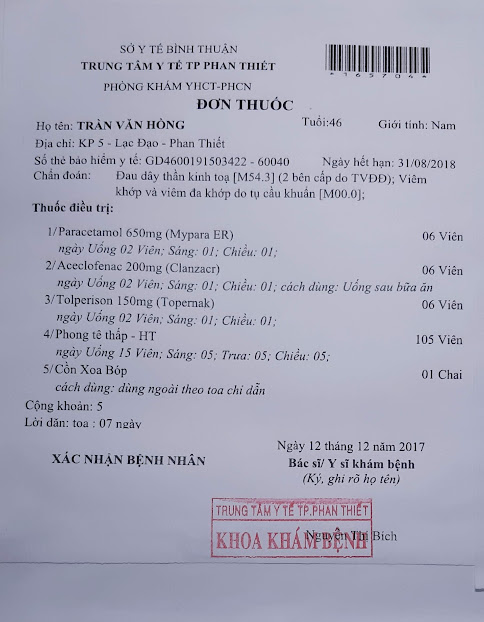 SỞ Y TẾ BÌNH THUẬN
TRUNG TÂM Y TẾ TP PHAN THIẾT
*165704*
PHÒNG KHÁM YHCT-PHCN
ĐƠN THUỐC
Họ tên: TRẦN VĂN HÒNG Tuổi:46 Giới tính: Nam
Địa chỉ: KP 5 - Lạc Đạo - Phan Thiết
Số thẻ bảo hiểm y tế: GD4600191503422 - 60040 Ngày hết hạn: 31/08/2018
Chẩn đoán: Đau dây thần kinh toạ [M54.3] (2 bên cấp do TVĐĐ); Viêm
khớp và viêm đa khớp do tụ cầu khuẩn [M00.0];
Thuốc điều trị:
1/Paracetamol 650mg (Mypara ER) 06 Viên
ngày Uống 02 Viên; Sáng: 01; Chiều: 01;
2/Aceclofenac 200mg (Clanzacr) 06 Viên
ngày Uống 02 Viên; Sáng: 01; Chiều: 01; cách dùng: Uống sau bữa ăn
3/Tolperison 150mg (Topernak) 06 Viên
ngày Uống 02 Viên; Sáng: 01; Chiều: 01;
4/Phong tê thấp - HT 105 Viên
ngày Uống 15 Viên; Sáng: 05; Trưa: 05; Chiều: 05;
5/Cồn Xoa Bóp 01 Chai
cách dùng: dùng ngoài theo toa chỉ dẫn
Cộng khoản: 5
Lời dặn: toa : 07 ngày
Ngày 12 tháng 12 năm 2017
XÁC NHẬN BỆNH NHÂN Bác sĩ/ Y sĩ khám bệnh
(Ký, ghi rõ họ tên)
TRUNG TÂM Y TẾ TP.PHAN THIẾT
Nguyễn Thị Bích
KHOA KHÁM BỆNH